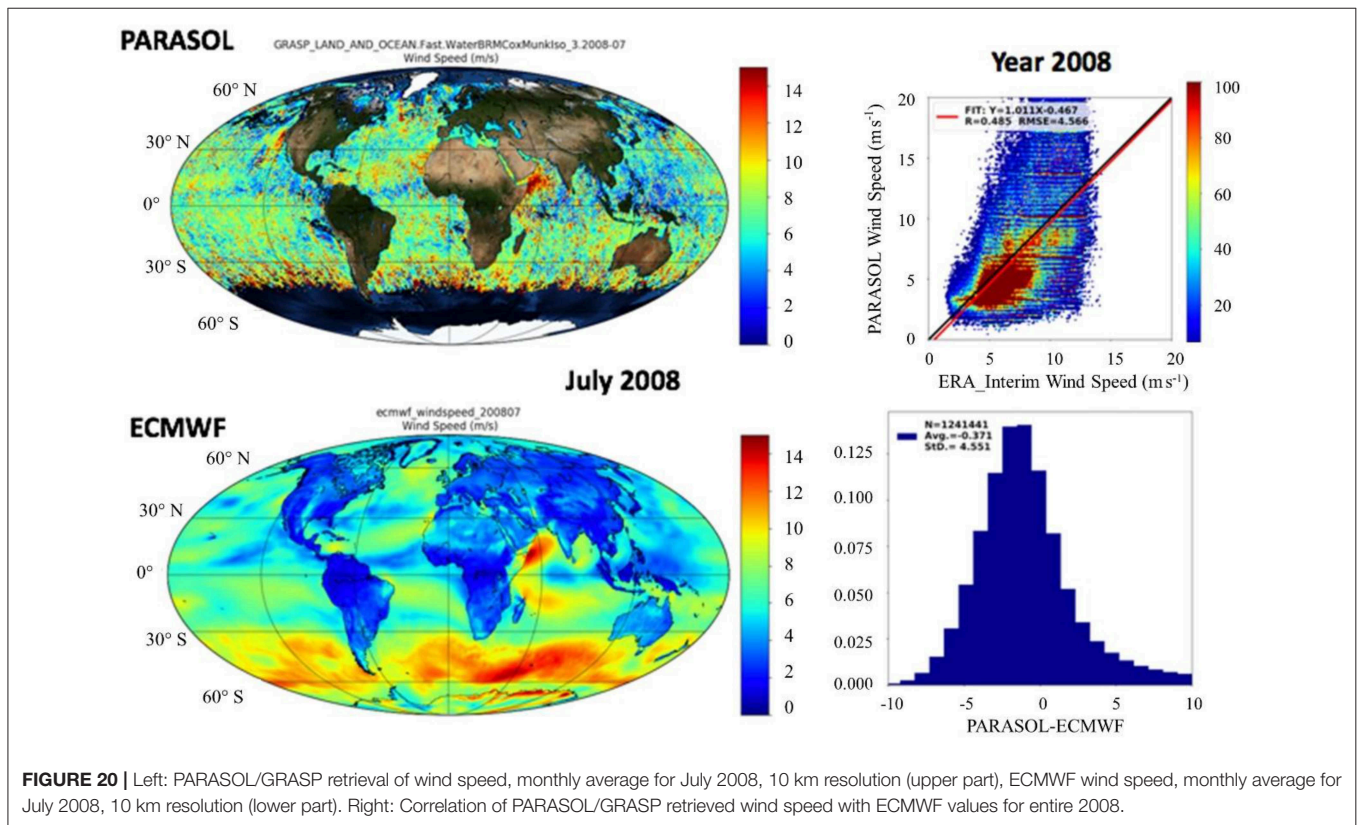 PARASOL
GRASP_LAND_AND_OCEAN.Fast.WaterBRMCoxMunkIso_3.2008-07
Wind Speed (m/s)
60° N
30° N
0°
30° S
60° S
14
12
10
8
6
4
2
0
Year 2008
PARASOL Wind Speed (m s⁻¹)
20
15
10
5
0
FIT: Y=1.011X-0.467
R=0.485 RMSE=4.566
0 5 10 15 20
ERA_Interim Wind Speed (m s⁻¹)
100
80
60
40
20
July 2008
ECMWF
ecmwf_windspeed_200807
Wind Speed (m/s)
60° N
30° N
0°
30° S
60° S
14
12
10
8
6
4
2
0
0.125
0.100
0.075
0.050
0.025
0.000
N=1241441
Avg.=-0.371
StD.= 4.551
-10 -5 0 5 10
PARASOL-ECMWF
FIGURE 20 | Left: PARASOL/GRASP retrieval of wind speed, monthly average for July 2008, 10 km resolution (upper part), ECMWF wind speed, monthly average for
July 2008, 10 km resolution (lower part). Right: Correlation of PARASOL/GRASP retrieved wind speed with ECMWF values for entire 2008.